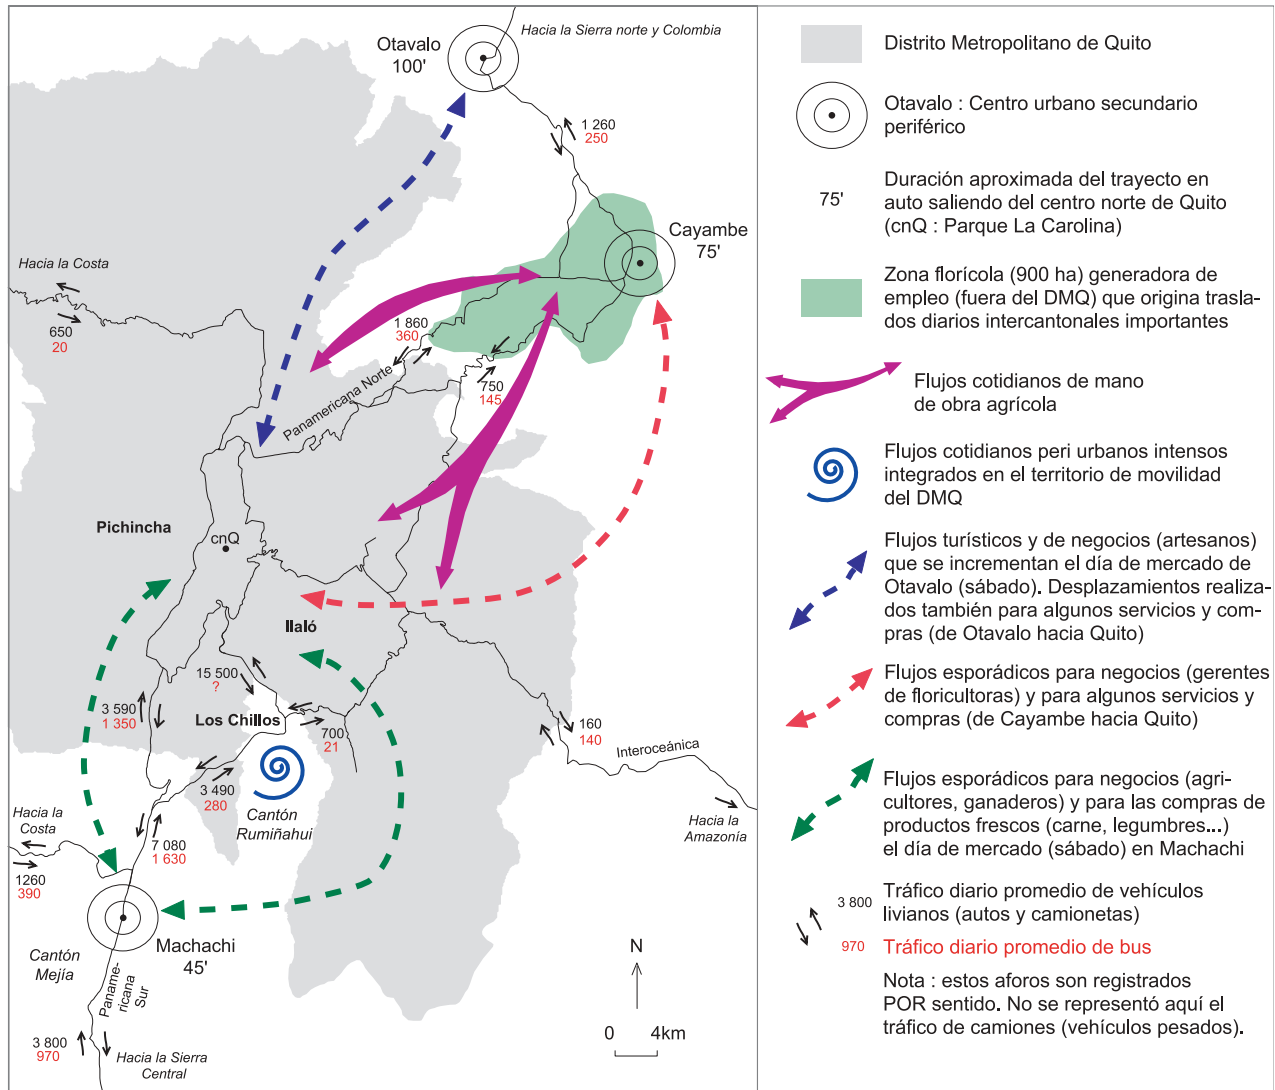 Hacia la Sierra norte y Colombia
Otavalo
100'
1 260
250
Cayambe
75'
Hacia la Costa
650
20
1 860
360
Panamericana Norte
750
145
Pichincha
cnQ
Ilaló
15 500
?
3 590
1 350
Los Chillos
700
21
160
140
Interoceánica
3 490
280
Cantón
Rumiñahui
Hacia la
Amazonía
Hacia la
Costa
7 080
1 630
1260
390
Machachi
45'
Cantón
Mejía
Paname-
ricana
Sur
3 800
970
Hacia la Sierra
Central
N
0 4km
Distrito Metropolitano de Quito
Otavalo : Centro urbano secundario
periférico
75'
Duración aproximada del trayecto en
auto saliendo del centro norte de Quito
(cnQ : Parque La Carolina)
Zona florícola (900 ha) generadora de
empleo (fuera del DMQ) que origina trasla-
dos diarios intercantonales importantes
Flujos cotidianos de mano
de obra agrícola
Flujos cotidianos peri urbanos intensos
integrados en el territorio de movilidad
del DMQ
Flujos turísticos y de negocios (artesanos)
que se incrementan el día de mercado de
Otavalo (sábado). Desplazamientos realiza-
dos también para algunos servicios y com-
pras (de Otavalo hacia Quito)
Flujos esporádicos para negocios (gerentes
de floricultoras) y para algunos servicios y
compras (de Cayambe hacia Quito)
Flujos esporádicos para negocios (agri-
cultores, ganaderos) y para las compras de
productos frescos (carne, legumbres...)
el día de mercado (sábado) en Machachi
3 800
Tráfico diario promedio de vehículos
livianos (autos y camionetas)
970
Tráfico diario promedio de bus
Nota : estos aforos son registrados
POR sentido. No se representó aquí el
tráfico de camiones (vehículos pesados).